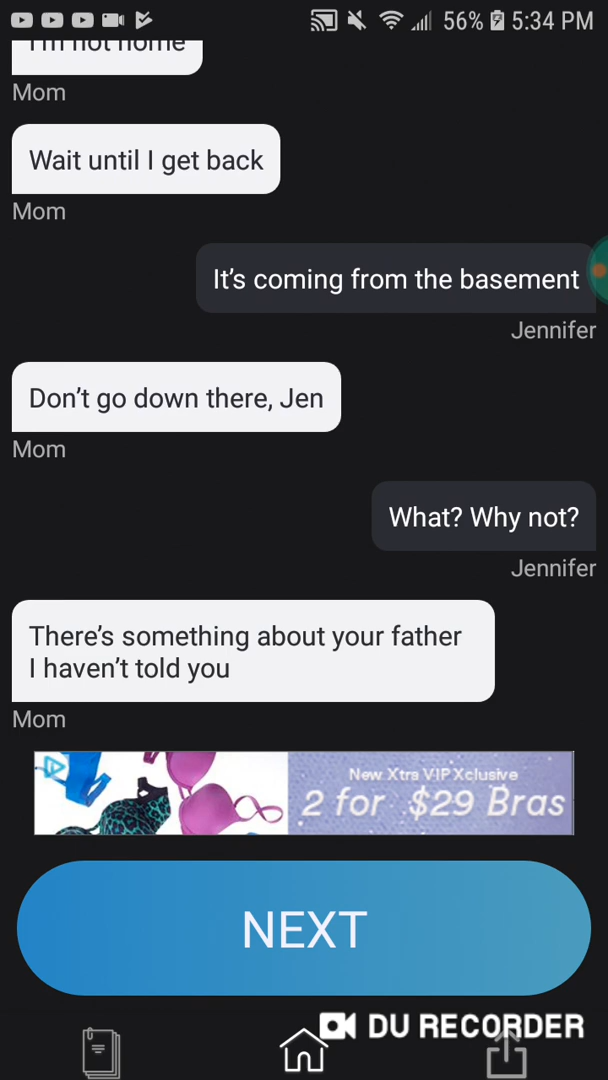 56% 5:34 PM
I'm not home
Mom
Wait until I get back
Mom
It’s coming from the basement
Jennifer
Don’t go down there, Jen
Mom
What? Why not?
Jennifer
There’s something about your father
I haven’t told you
Mom
New Xtra VIP Xclusive
2 for $29 Bras
NEXT
DU RECORDER